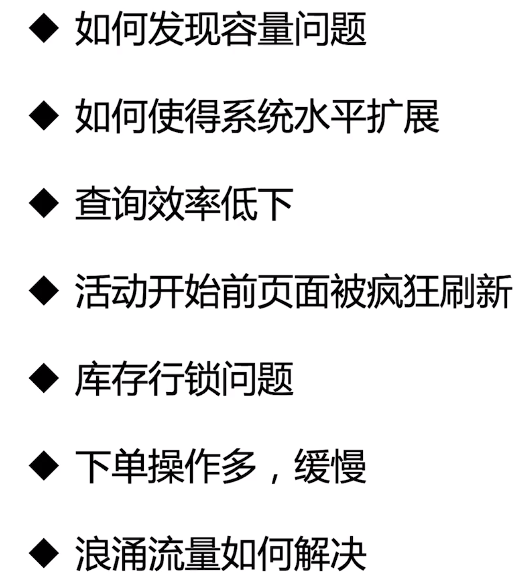 ◆ 如何发现容量问题
◆ 如何使得系统水平扩展
◆ 查询效率低下
◆ 活动开始前页面被疯狂刷新
◆ 库存行锁问题
◆ 下单操作多，缓慢
◆ 浪涌流量如何解决